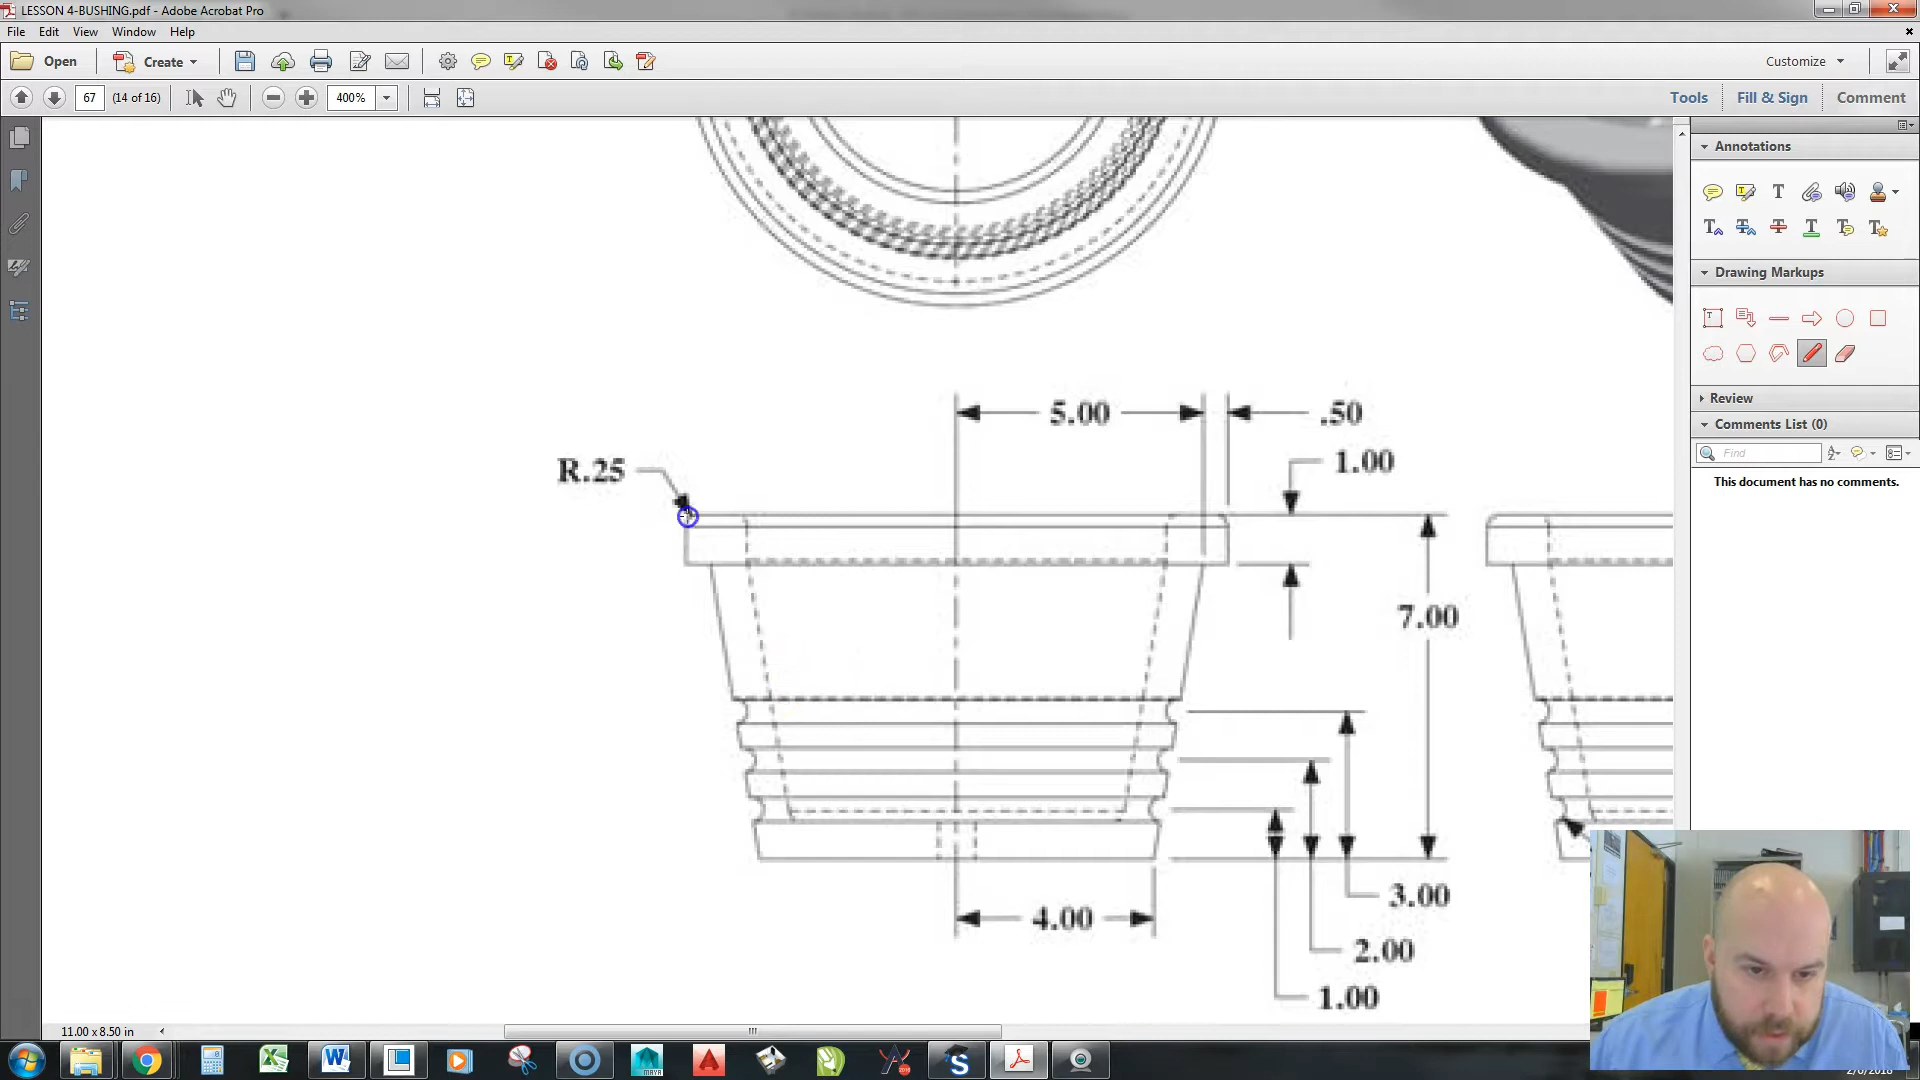 LESSON 4-BUSHING.pdf - Adobe Acrobat Pro
File Edit View Window Help
Open Create Customize
67 (14 of 16) 400% Tools Fill & Sign Comment
Annotations
Drawing Markups
Review
Comments List (0)
Find
This document has no comments.
5.00 .50
R.25 1.00
7.00
3.00
4.00
2.00
1.00
11.00 x 8.50 in
MAYA